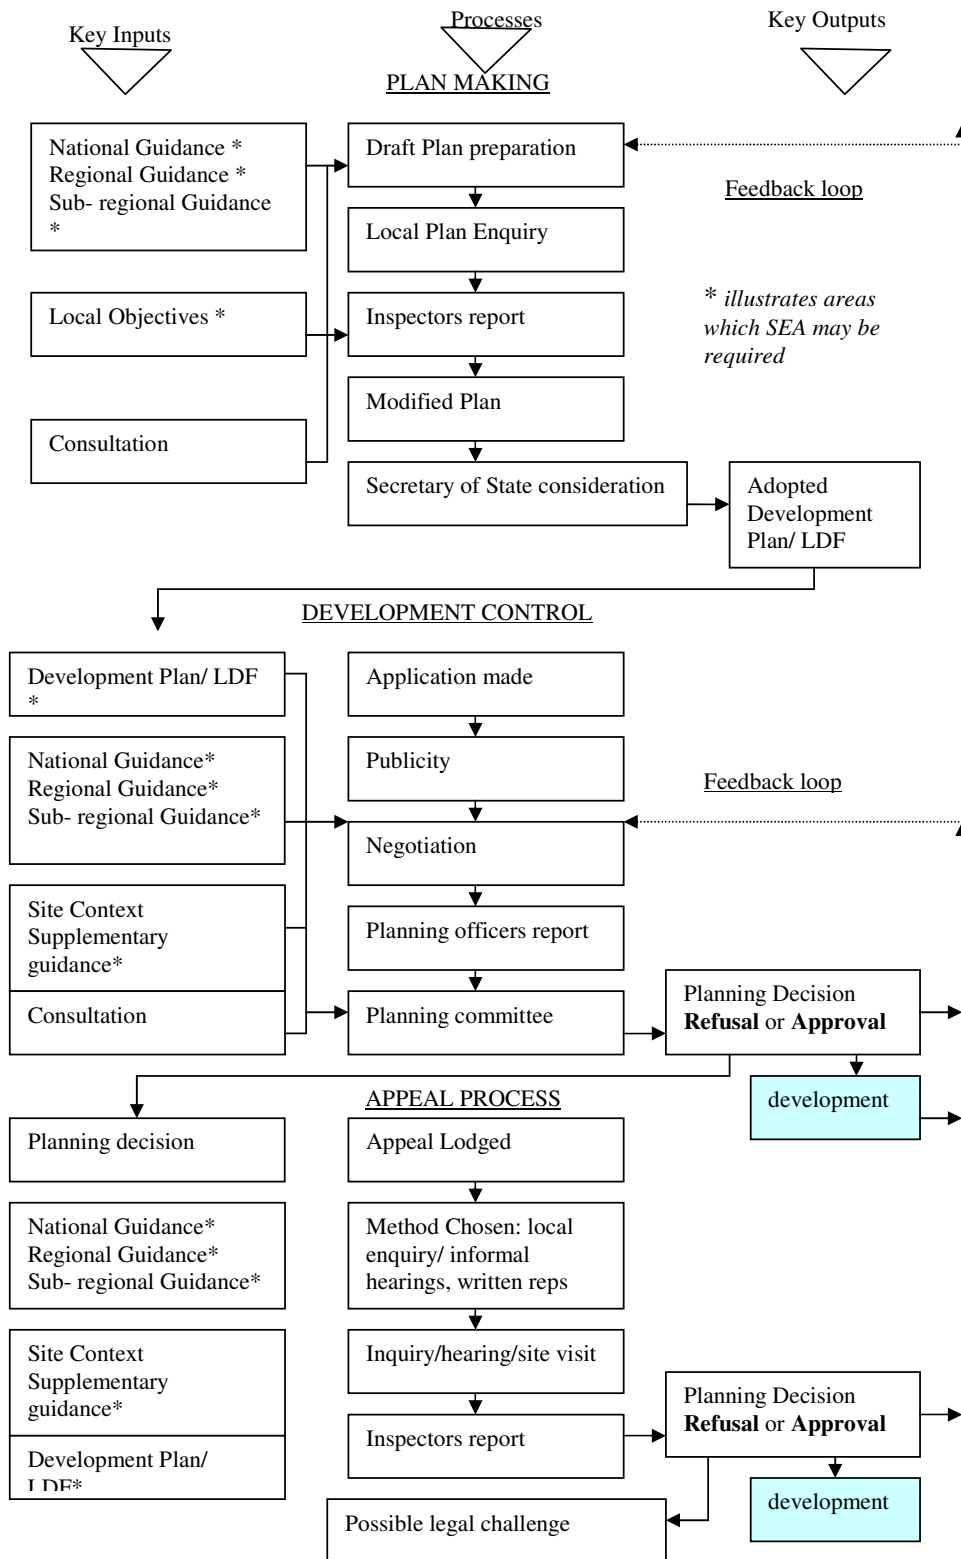 Key Inputs
Processes
Key Outputs
PLAN MAKING
National Guidance *
Regional Guidance *
Sub- regional Guidance
*
Draft Plan preparation
Feedback loop
Local Plan Enquiry
Local Objectives *
Inspectors report
* illustrates areas
which SEA may be
required
Modified Plan
Consultation
Secretary of State consideration
Adopted
Development
Plan/ LDF
DEVELOPMENT CONTROL
Development Plan/ LDF
*
Application made
National Guidance*
Regional Guidance*
Sub- regional Guidance*
Publicity
Feedback loop
Negotiation
Site Context
Supplementary
guidance*
Planning officers report
Consultation
Planning committee
Planning Decision
Refusal or Approval
development
APPEAL PROCESS
Planning decision
Appeal Lodged
National Guidance*
Regional Guidance*
Sub- regional Guidance*
Method Chosen: local
enquiry/ informal
hearings, written reps
Site Context
Supplementary
guidance*
Inquiry/hearing/site visit
Development Plan/
LDF*
Inspectors report
Planning Decision
Refusal or Approval
development
Possible legal challenge